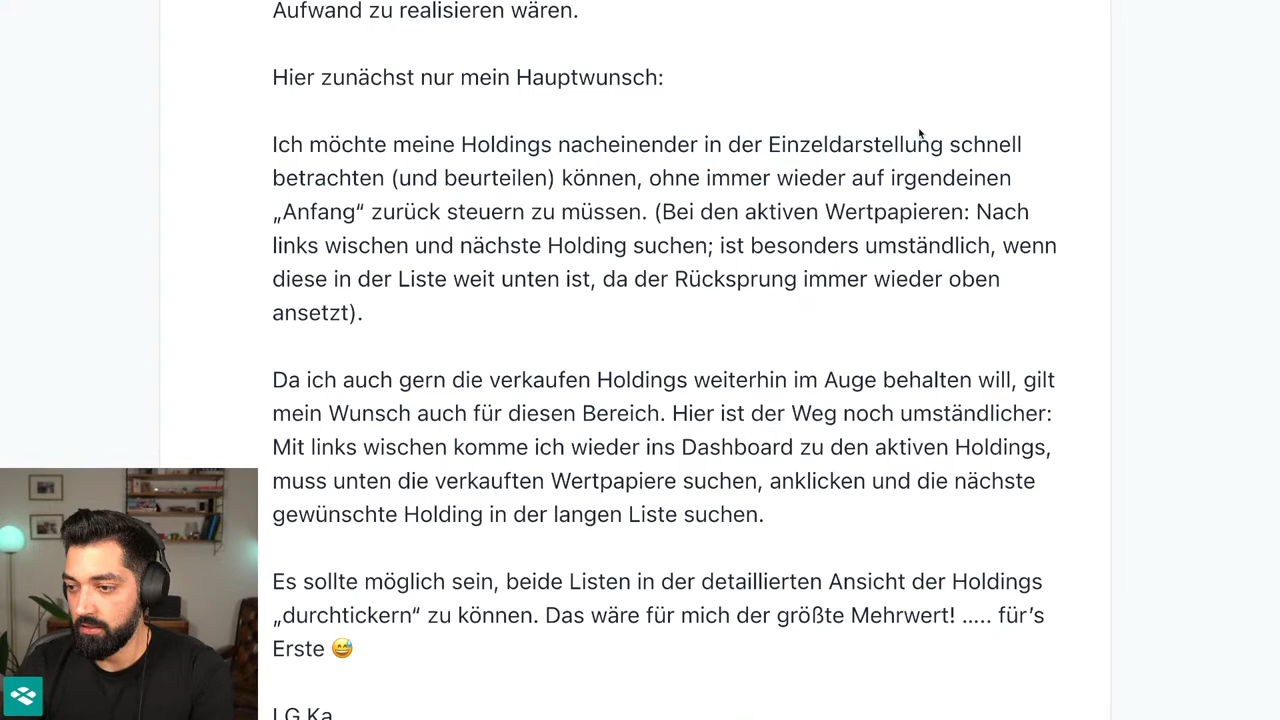 Aufwand zu realisieren wären.
Hier zunächst nur mein Hauptwunsch:
Ich möchte meine Holdings nacheinender in der Einzeldarstellung schnell
betrachten (und beurteilen) können, ohne immer wieder auf irgendeinen
„Anfang“ zurück steuern zu müssen. (Bei den aktiven Wertpapieren: Nach
links wischen und nächste Holding suchen; ist besonders umständlich, wenn
diese in der Liste weit unten ist, da der Rücksprung immer wieder oben
ansetzt).
Da ich auch gern die verkaufen Holdings weiterhin im Auge behalten will, gilt
mein Wunsch auch für diesen Bereich. Hier ist der Weg noch umständlicher:
Mit links wischen komme ich wieder ins Dashboard zu den aktiven Holdings,
muss unten die verkauften Wertpapiere suchen, anklicken und die nächste
gewünschte Holding in der langen Liste suchen.
Es sollte möglich sein, beide Listen in der detaillierten Ansicht der Holdings
„durchtickern“ zu können. Das wäre für mich der größte Mehrwert! ..... für’s
Erste 😅
LG Ka